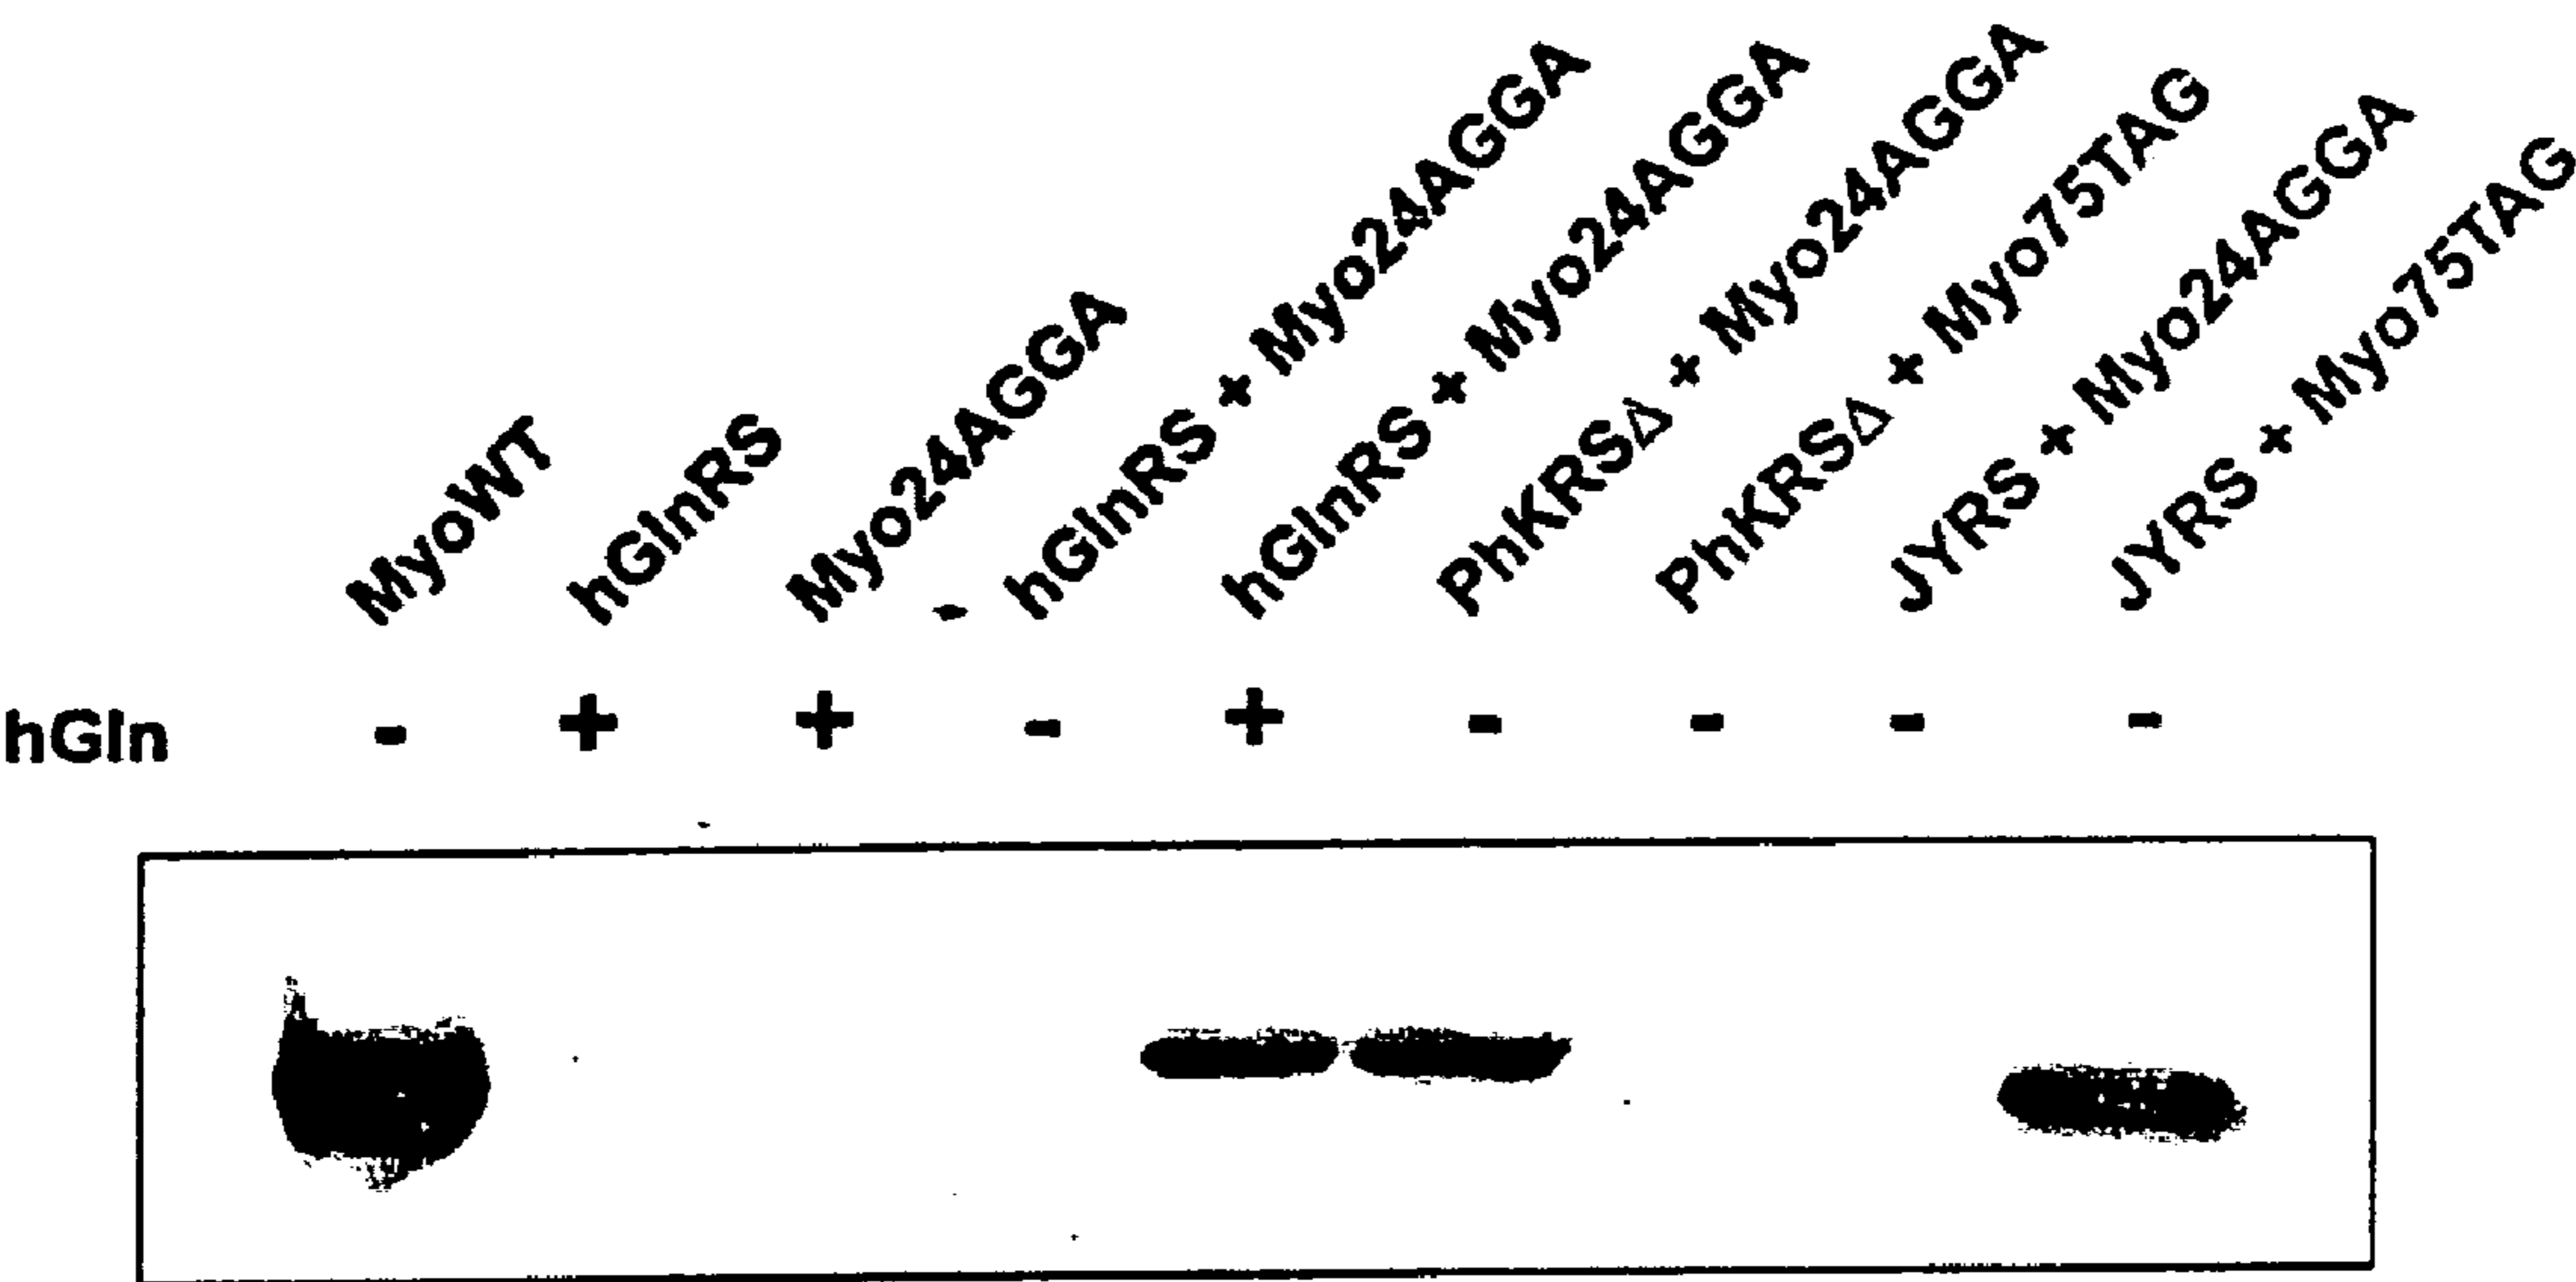 MyoWT
hGlnRS
Myo24AGGA
hGlnRS + Myo24AGGA
hGlnRS + Myo24AGGA
PhKRSΔ + Myo24AGGA
PhKRSΔ + Myo75TAG
JYRS + Myo24AGGA
JYRS + Myo75TAG
hGln - + + - + - - - -